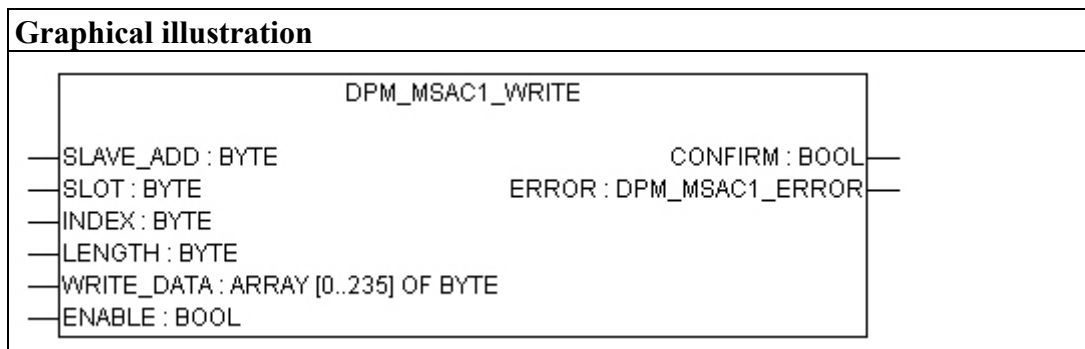 Graphical illustration
DPM_MSAC1_WRITE
SLAVE_ADD : BYTE CONFIRM : BOOL
SLOT : BYTE ERROR : DPM_MSAC1_ERROR
INDEX : BYTE
LENGTH : BYTE
WRITE_DATA : ARRAY [0..235] OF BYTE
ENABLE : BOOL